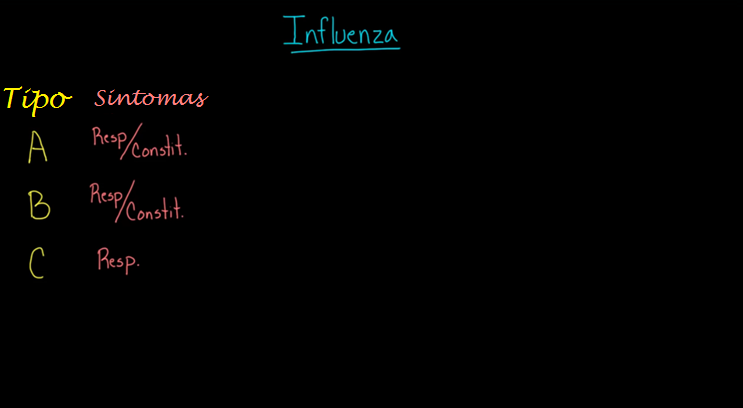 Influenza
Tipo Sintomas
A Resp/Constit.
B Resp/Constit.
C Resp.